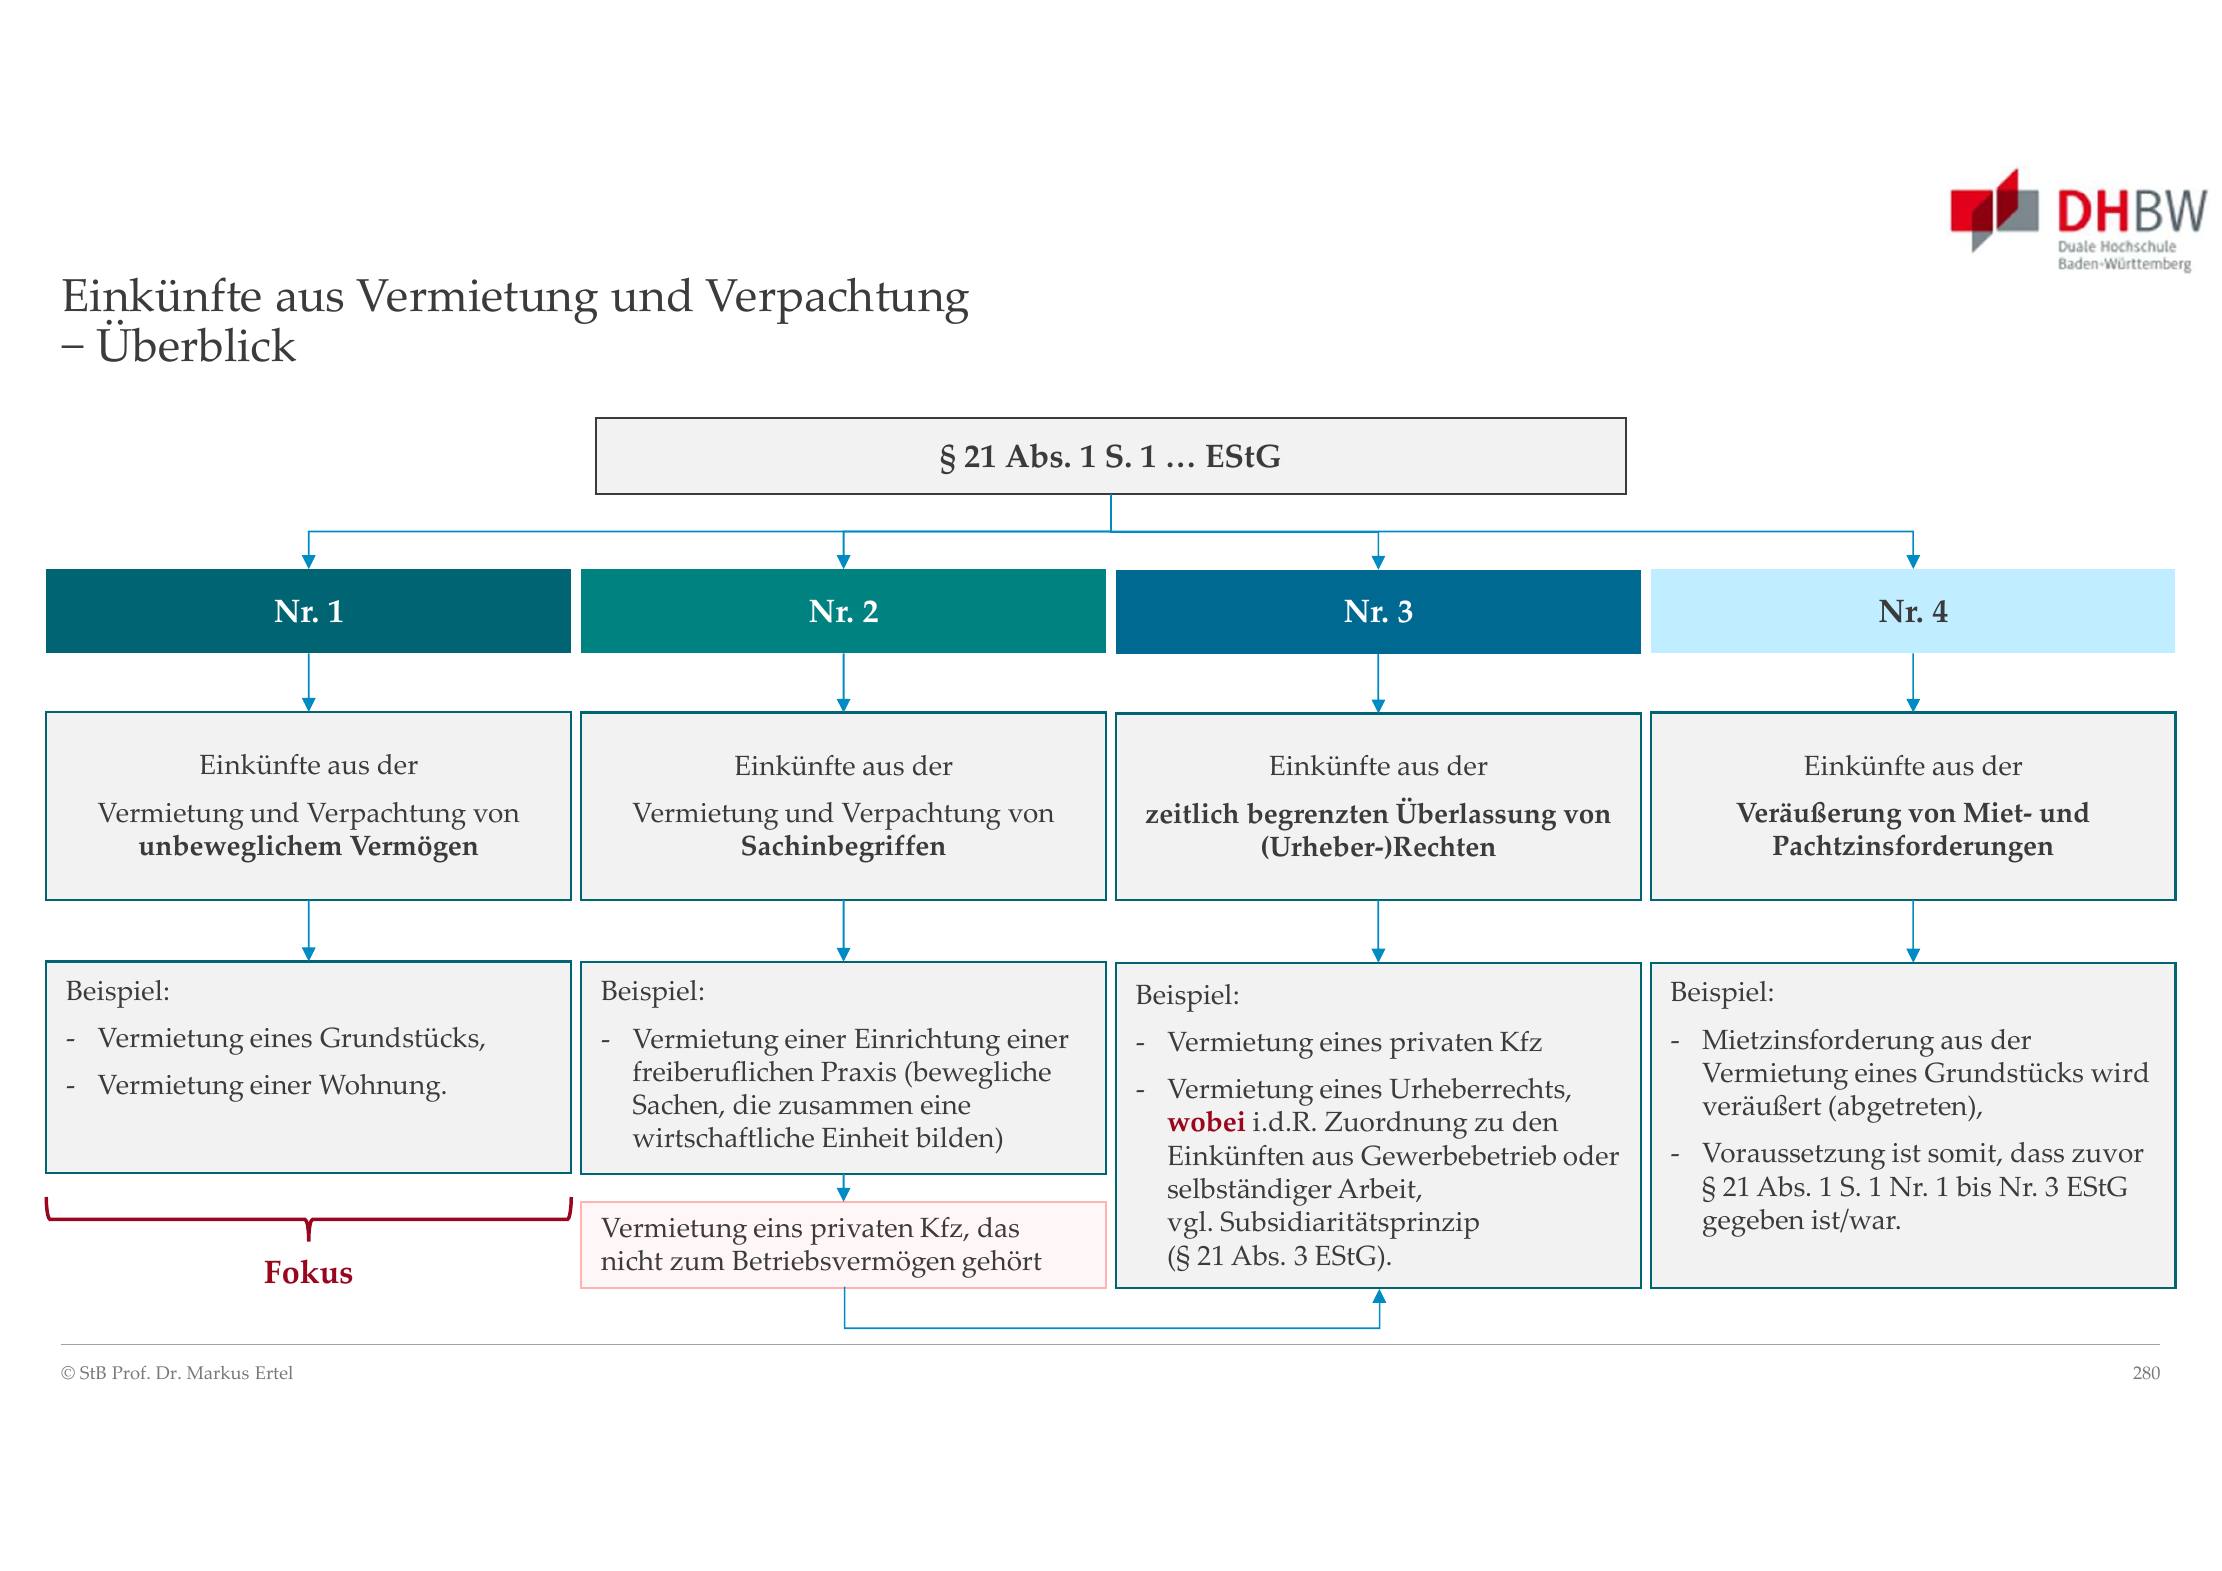 DHBW
Duale Hochschule
Baden-Württemberg
Einkünfte aus Vermietung und Verpachtung
– Überblick
§ 21 Abs. 1 S. 1 … EStG
Nr. 1
Nr. 2
Nr. 3
Nr. 4
Einkünfte aus der
Vermietung und Verpachtung von
unbeweglichem Vermögen
Einkünfte aus der
Vermietung und Verpachtung von
Sachinbegriffen
Einkünfte aus der
zeitlich begrenzten Überlassung von
(Urheber-)Rechten
Einkünfte aus der
Veräußerung von Miet- und
Pachtzinsforderungen
Beispiel:
- Vermietung eines Grundstücks,
- Vermietung einer Wohnung.
Fokus
Beispiel:
- Vermietung einer Einrichtung einer
freiberuflichen Praxis (bewegliche
Sachen, die zusammen eine
wirtschaftliche Einheit bilden)
Vermietung eins privaten Kfz, das
nicht zum Betriebsvermögen gehört
Beispiel:
- Vermietung eines privaten Kfz
- Vermietung eines Urheberrechts,
wobei i.d.R. Zuordnung zu den
Einkünften aus Gewerbebetrieb oder
selbständiger Arbeit,
vgl. Subsidiaritätsprinzip
(§ 21 Abs. 3 EStG).
Beispiel:
- Mietzinsforderung aus der
Vermietung eines Grundstücks wird
veräußert (abgetreten),
- Voraussetzung ist somit, dass zuvor
§ 21 Abs. 1 S. 1 Nr. 1 bis Nr. 3 EStG
gegeben ist/war.
© StB Prof. Dr. Markus Ertel
280